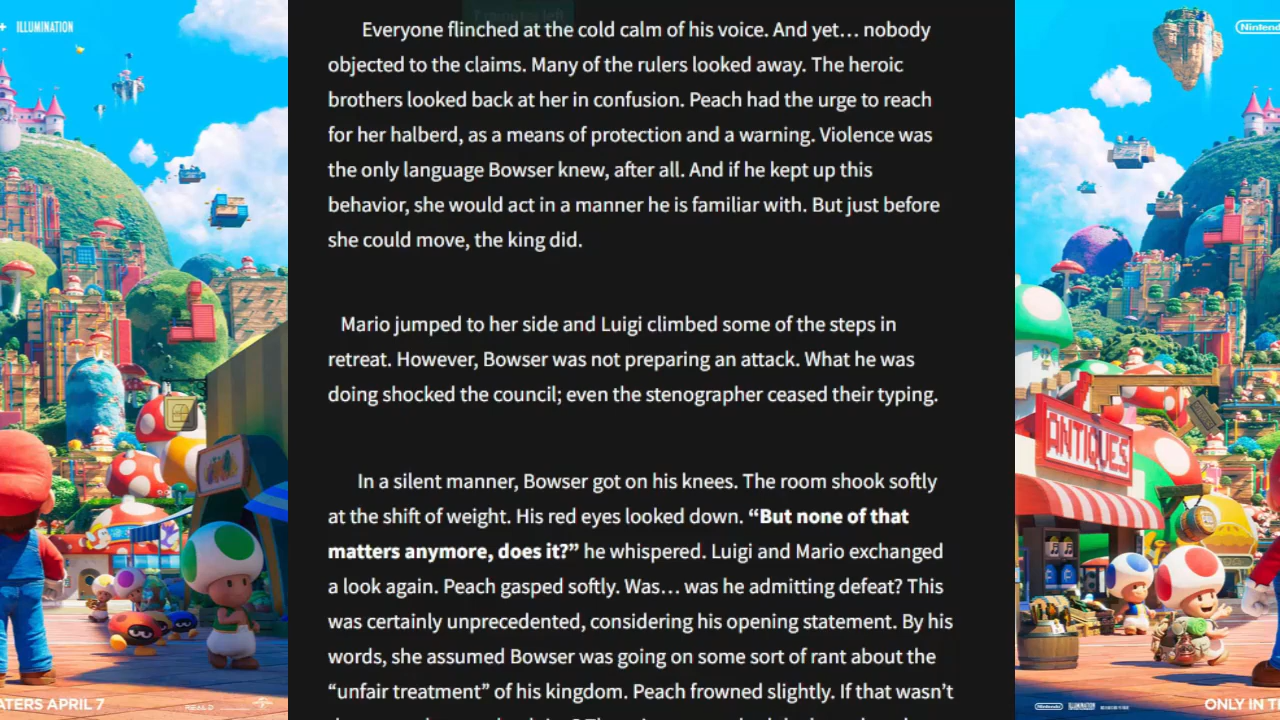 ILLUMINATION
Nintendo
Everyone flinched at the cold calm of his voice. And yet… nobody
objected to the claims. Many of the rulers looked away. The heroic
brothers looked back at her in confusion. Peach had the urge to reach
for her halberd, as a means of protection and a warning. Violence was
the only language Bowser knew, after all. And if he kept up this
behavior, she would act in a manner he is familiar with. But just before
she could move, the king did.
Mario jumped to her side and Luigi climbed some of the steps in
retreat. However, Bowser was not preparing an attack. What he was
doing shocked the council; even the stenographer ceased their typing.
In a silent manner, Bowser got on his knees. The room shook softly
at the shift of weight. His red eyes looked down. “But none of that
matters anymore, does it?” he whispered. Luigi and Mario exchanged
a look again. Peach gasped softly. Was… was he admitting defeat? This
was certainly unprecedented, considering his opening statement. By his
words, she assumed Bowser was going on some sort of rant about the
“unfair treatment” of his kingdom. Peach frowned slightly. If that wasn’t
ANTIQUES
ATERS APRIL 7
REAL D
Nintendo
ILLUMINATION
ONLY IN T